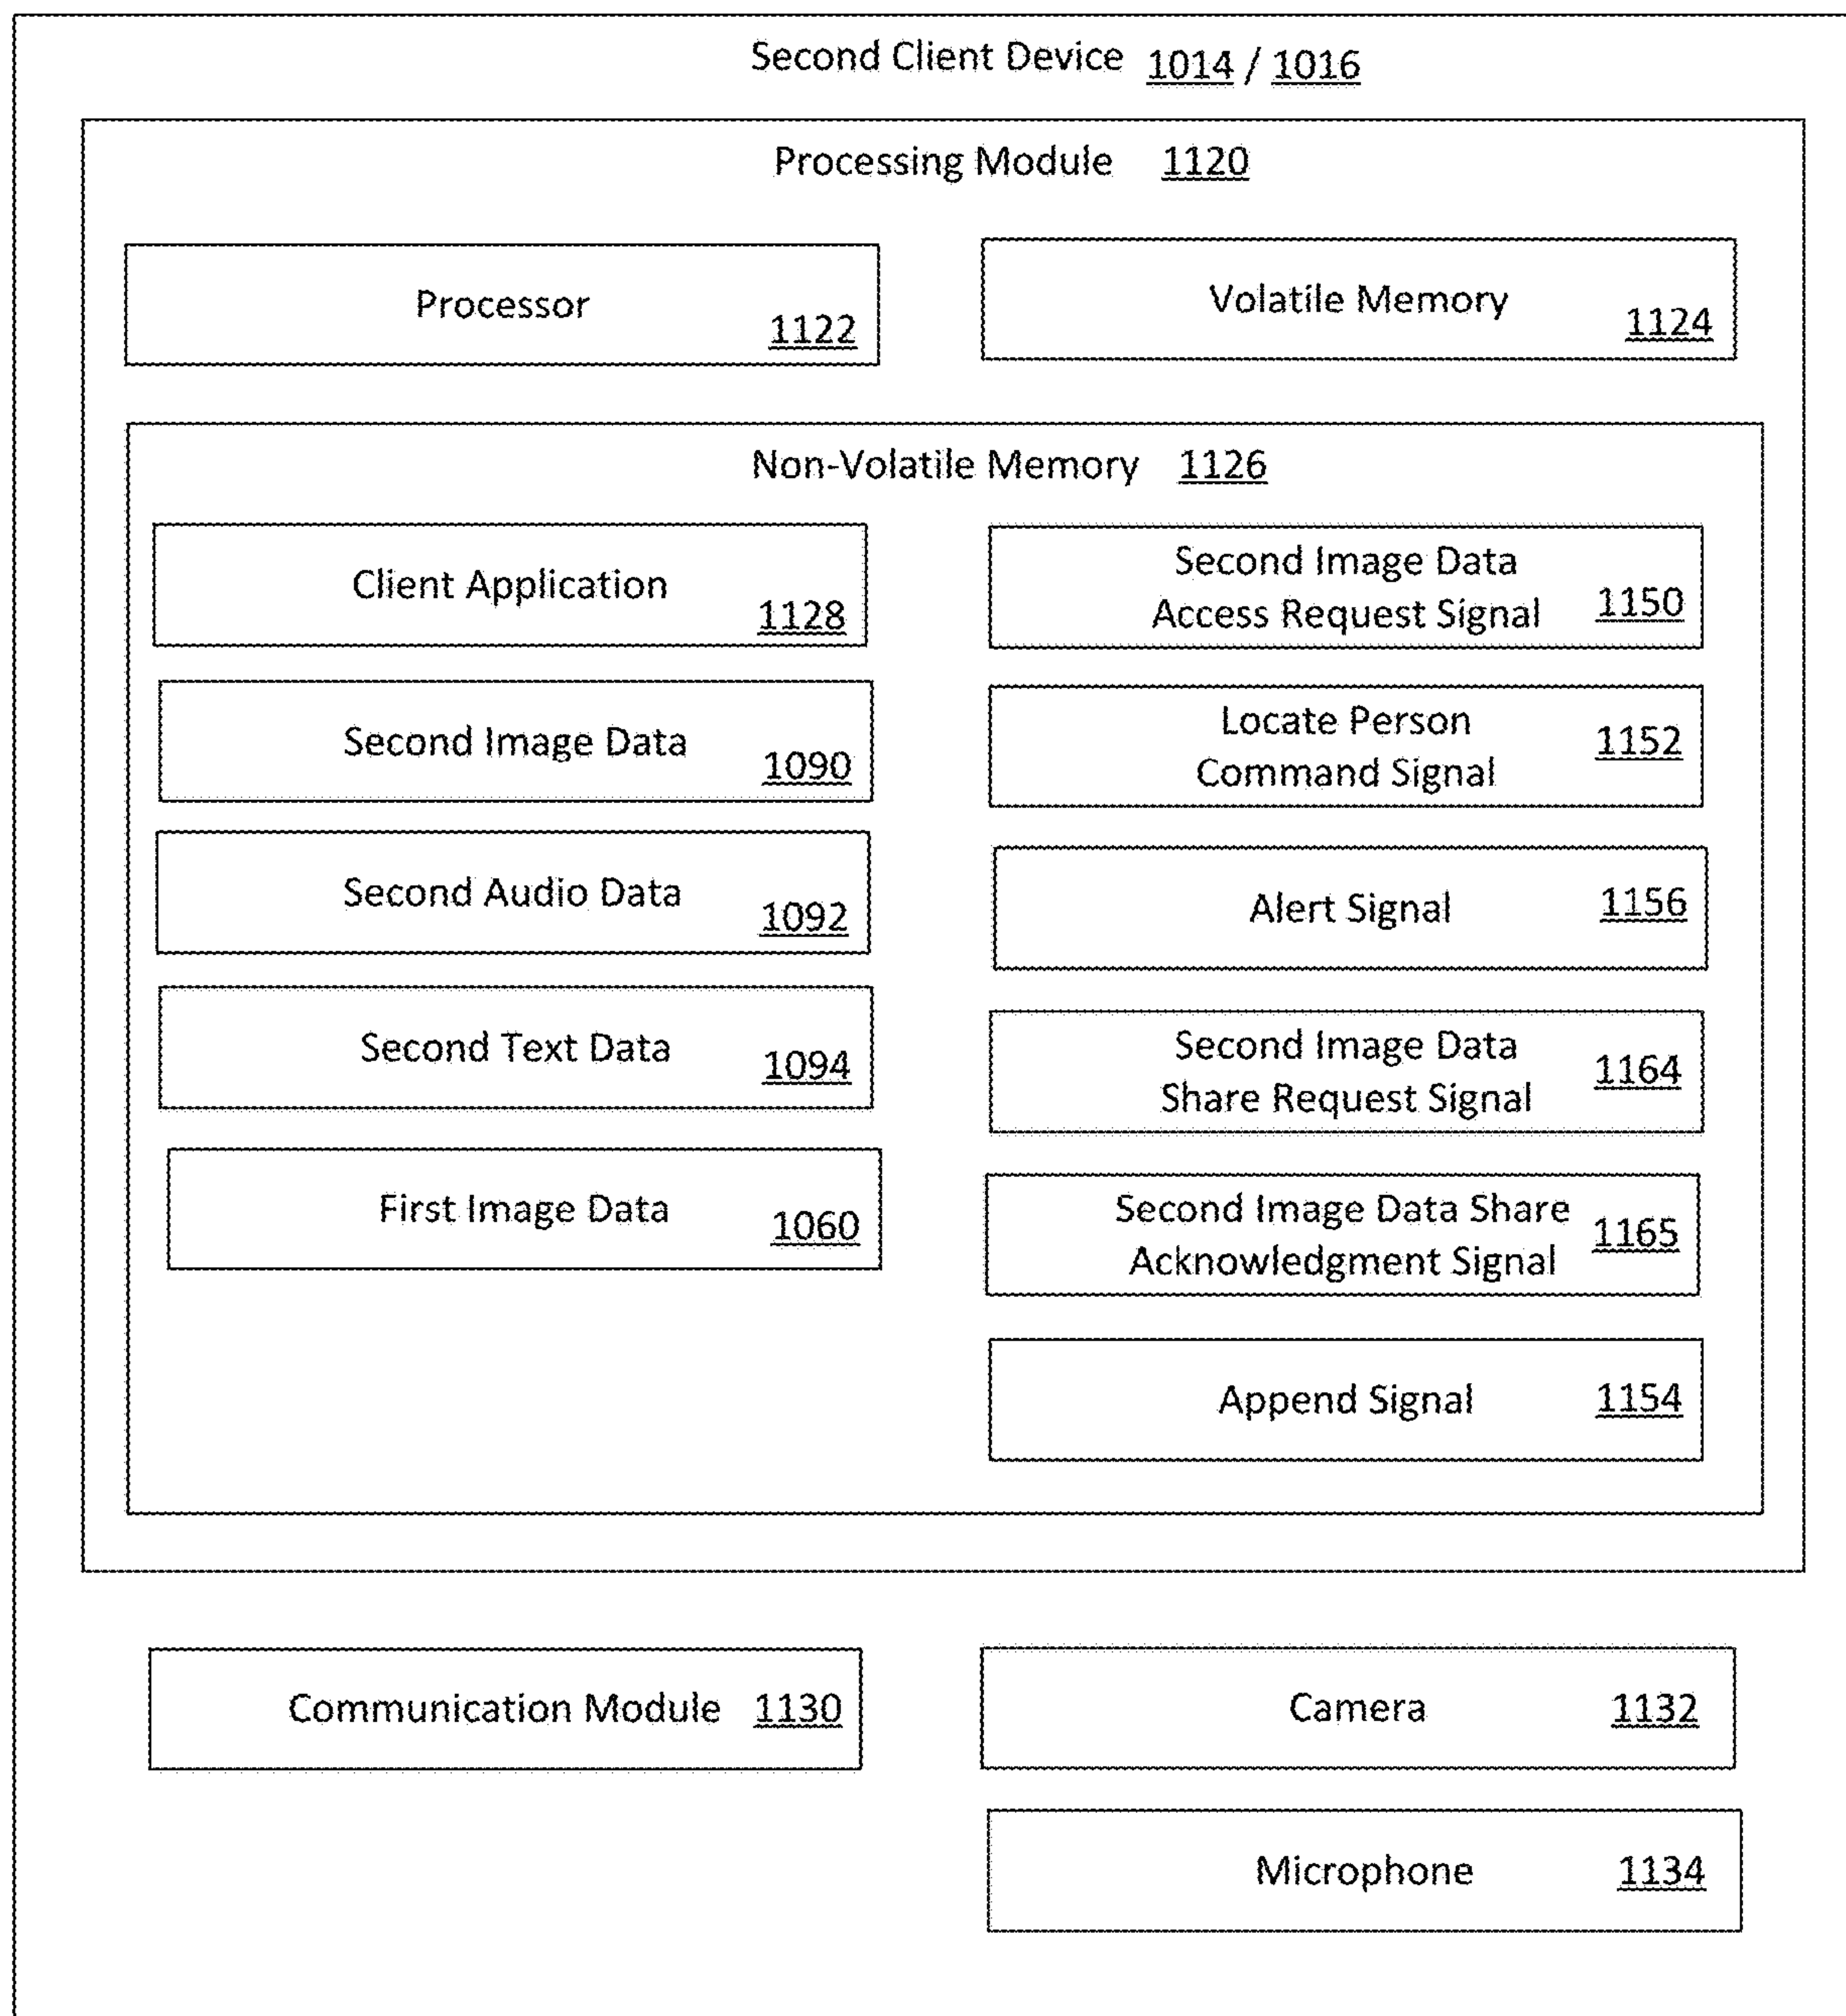 Second Client Device 1014 / 1016
Processing Module 1120
Processor 1122
Volatile Memory 1124
Non-Volatile Memory 1126
Client Application 1128
Second Image Data 1090
Second Audio Data 1092
Second Text Data 1094
First Image Data 1060
Second Image Data
Access Request Signal 1150
Locate Person
Command Signal 1152
Alert Signal 1156
Second Image Data
Share Request Signal 1164
Second Image Data Share
Acknowledgment Signal 1165
Append Signal 1154
Communication Module 1130
Camera 1132
Microphone 1134